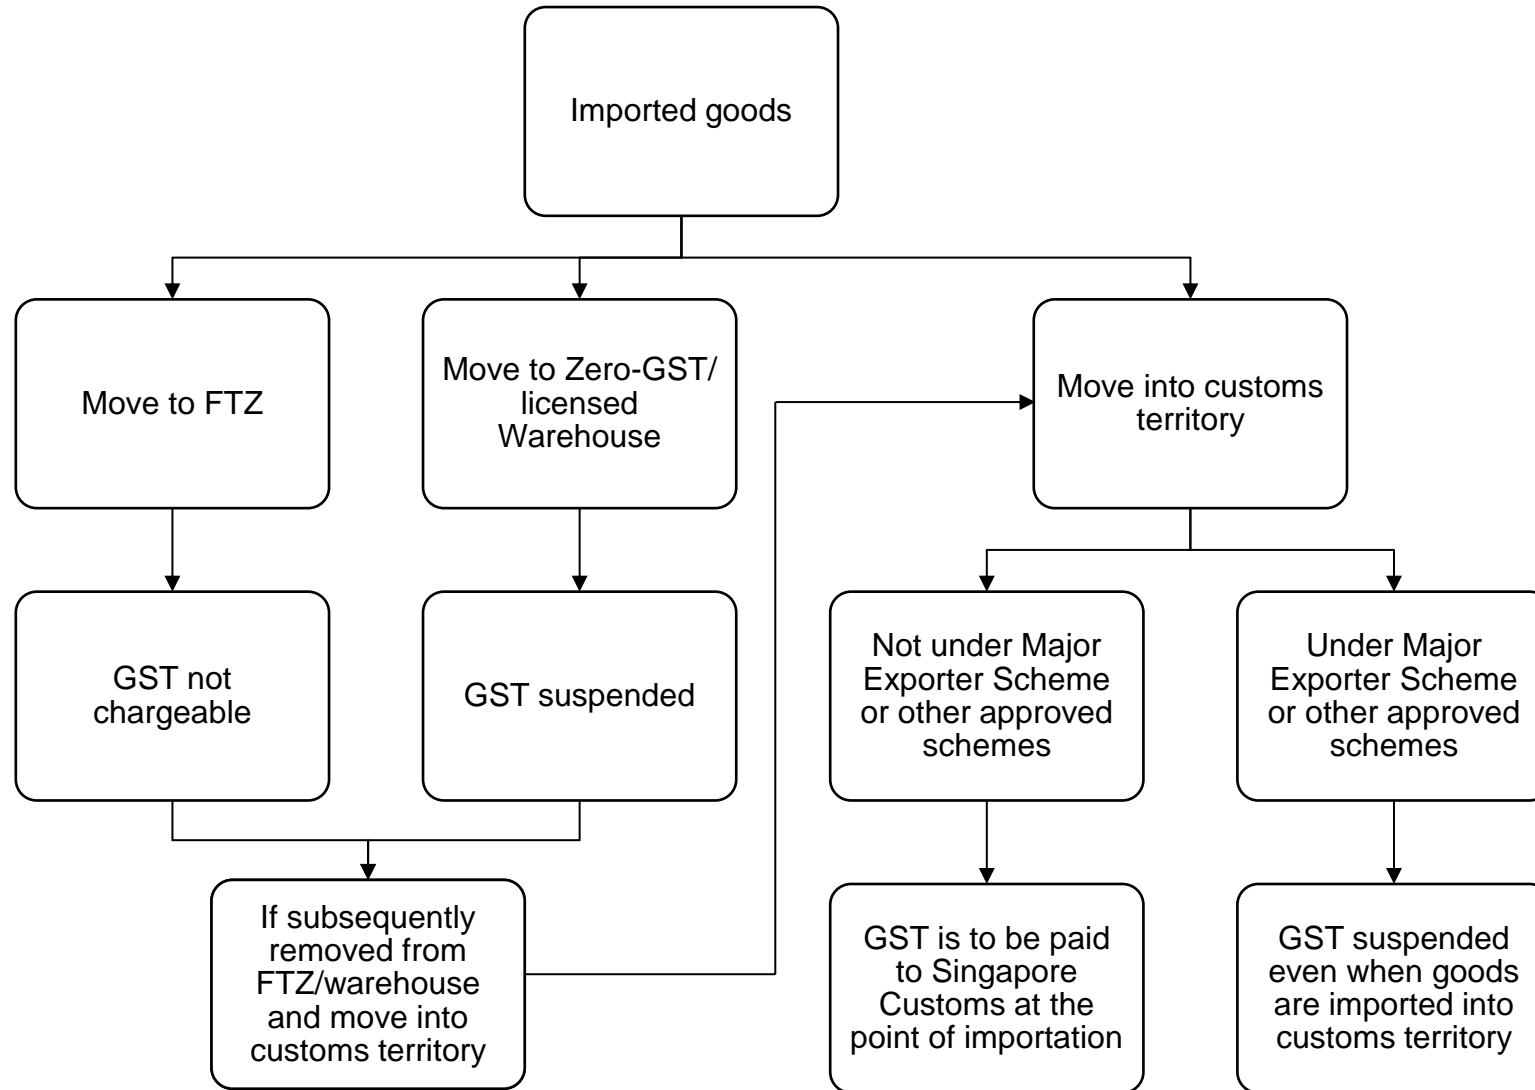 Imported goods
Move to FTZ
Move to Zero-GST/
licensed
Warehouse
Move into customs
territory
GST not
chargeable
GST suspended
Not under Major
Exporter Scheme
or other approved
schemes
Under Major
Exporter Scheme
or other approved
schemes
If subsequently
removed from
FTZ/warehouse
and move into
customs territory
GST is to be paid
to Singapore
Customs at the
point of importation
GST suspended
even when goods
are imported into
customs territory